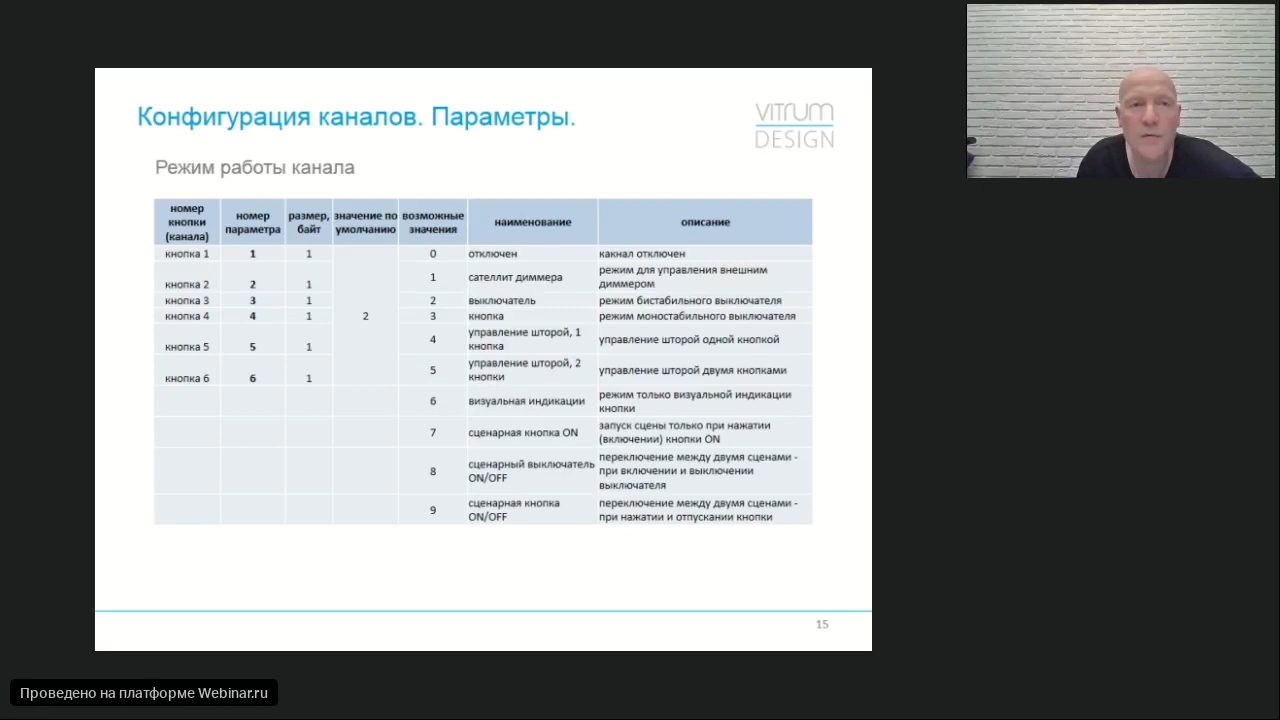 Конфигурация каналов. Параметры.
VITRUM
DESIGN
Режим работы канала
номер кнопки (канала) номер параметра размер, байт значение по умолчанию возможные значения наименование описание
кнопка 1 1 1 0 отключен какнал отключен
кнопка 2 2 1 1 сателлит диммера режим для управления внешним диммером
кнопка 3 3 1 2 выключатель режим бистабильного выключателя
кнопка 4 4 1 2 3 кнопка режим моностабильного выключателя
кнопка 5 5 1 4 управление шторой, 1 кнопка управление шторой одной кнопкой
кнопка 6 6 1 5 управление шторой, 2 кнопки управление шторой двумя кнопками
6 визуальная индикации режим только визуальной индикации кнопки
7 сценарная кнопка ON запуск сцены только при нажатии (включении) кнопки ON
8 сценарный выключатель ON/OFF переключение между двумя сценами - при включении и выключении выключателя
9 сценарная кнопка ON/OFF переключение между двумя сценами - при нажатии и отпускании кнопки
15
Проведено на платформе Webinar.ru